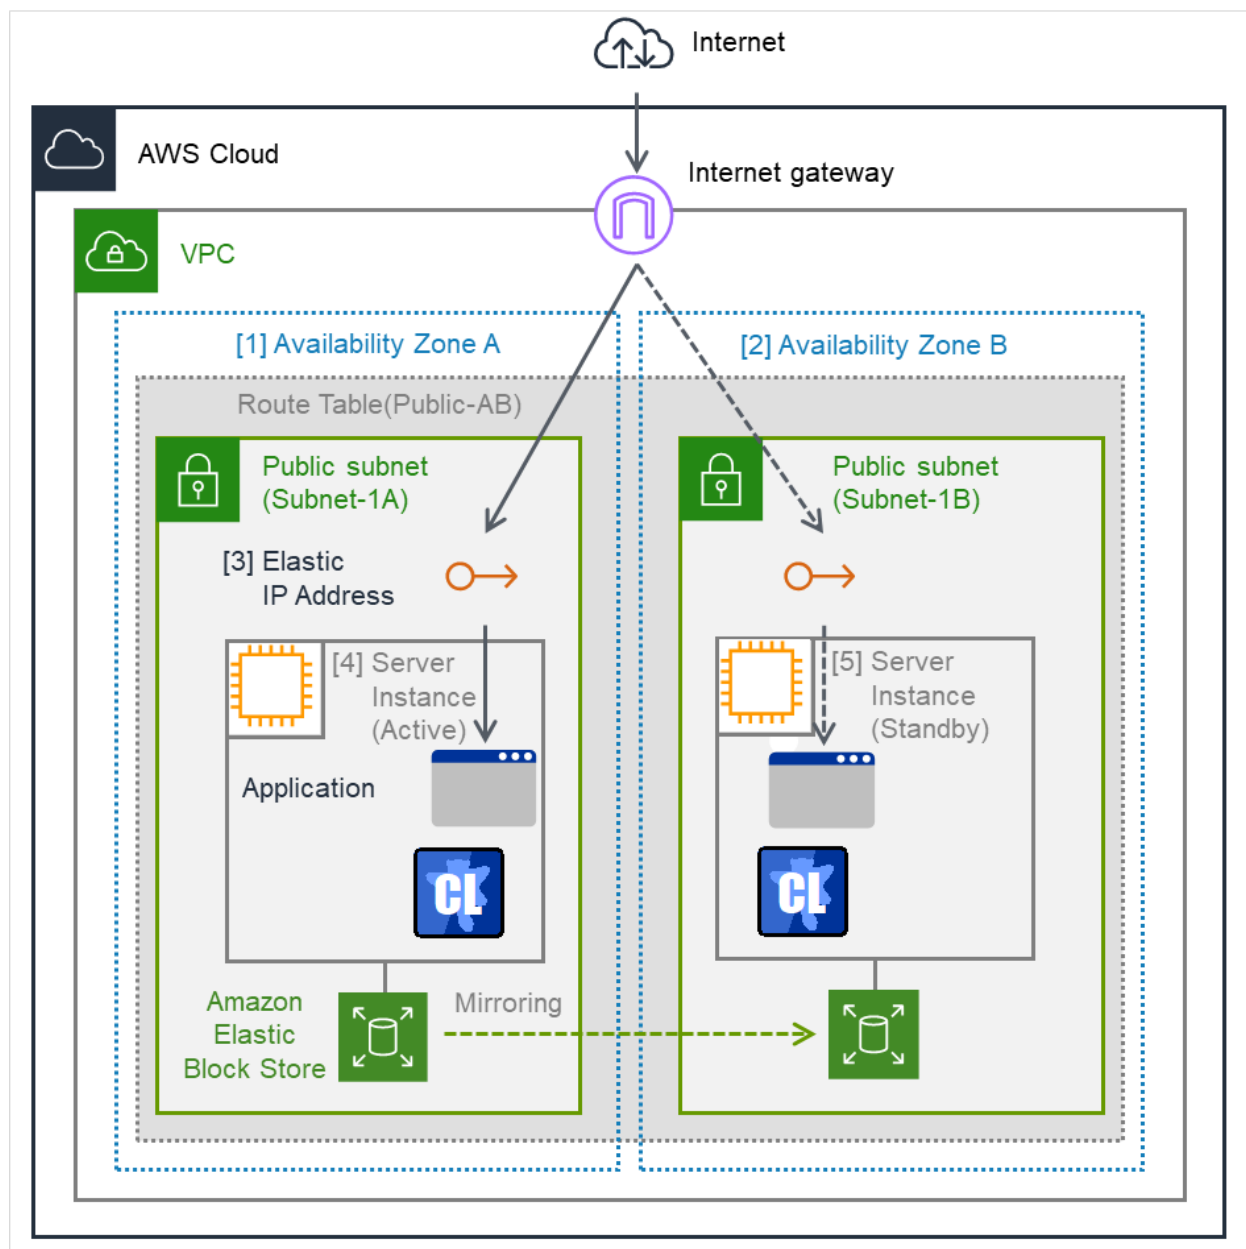 Internet
AWS Cloud
Internet gateway
VPC
[1] Availability Zone A
[2] Availability Zone B
Route Table(Public-AB)
Public subnet
(Subnet-1A)
Public subnet
(Subnet-1B)
[3] Elastic
IP Address
[4] Server
Instance
(Active)
[5] Server
Instance
(Standby)
Application
CL
CL
Amazon
Elastic
Block Store
Mirroring